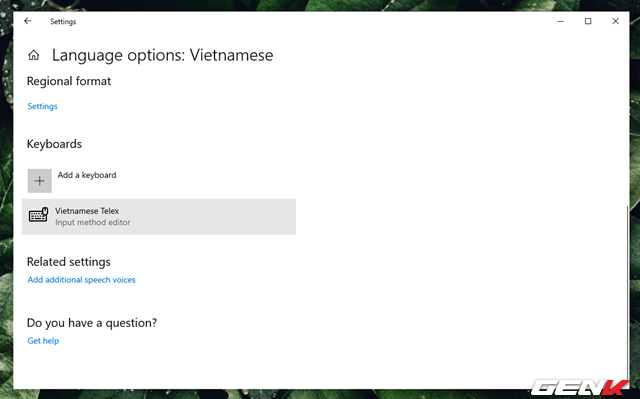 Settings
Language options: Vietnamese
Regional format
Settings
Keyboards
Add a keyboard
Vietnamese Telex
Input method editor
Related settings
Add additional speech voices
Do you have a question?
Get help
GENK